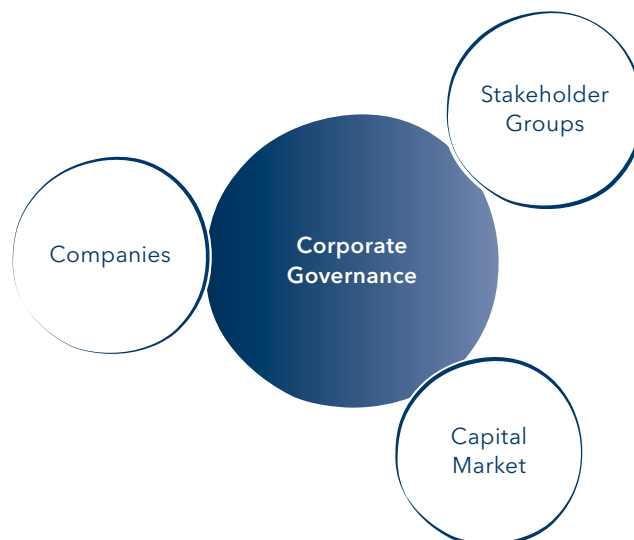 Stakeholder
Groups
Companies
Corporate
Governance
Capital
Market